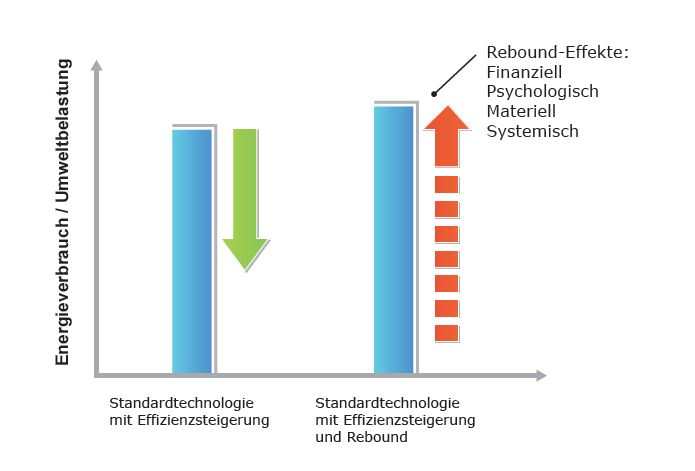 Energieverbrauch / Umweltbelastung
Rebound-Effekte:
Finanziell
Psychologisch
Materiell
Systemisch
Standardtechnologie
mit Effizienzsteigerung
Standardtechnologie
mit Effizienzsteigerung
und Rebound